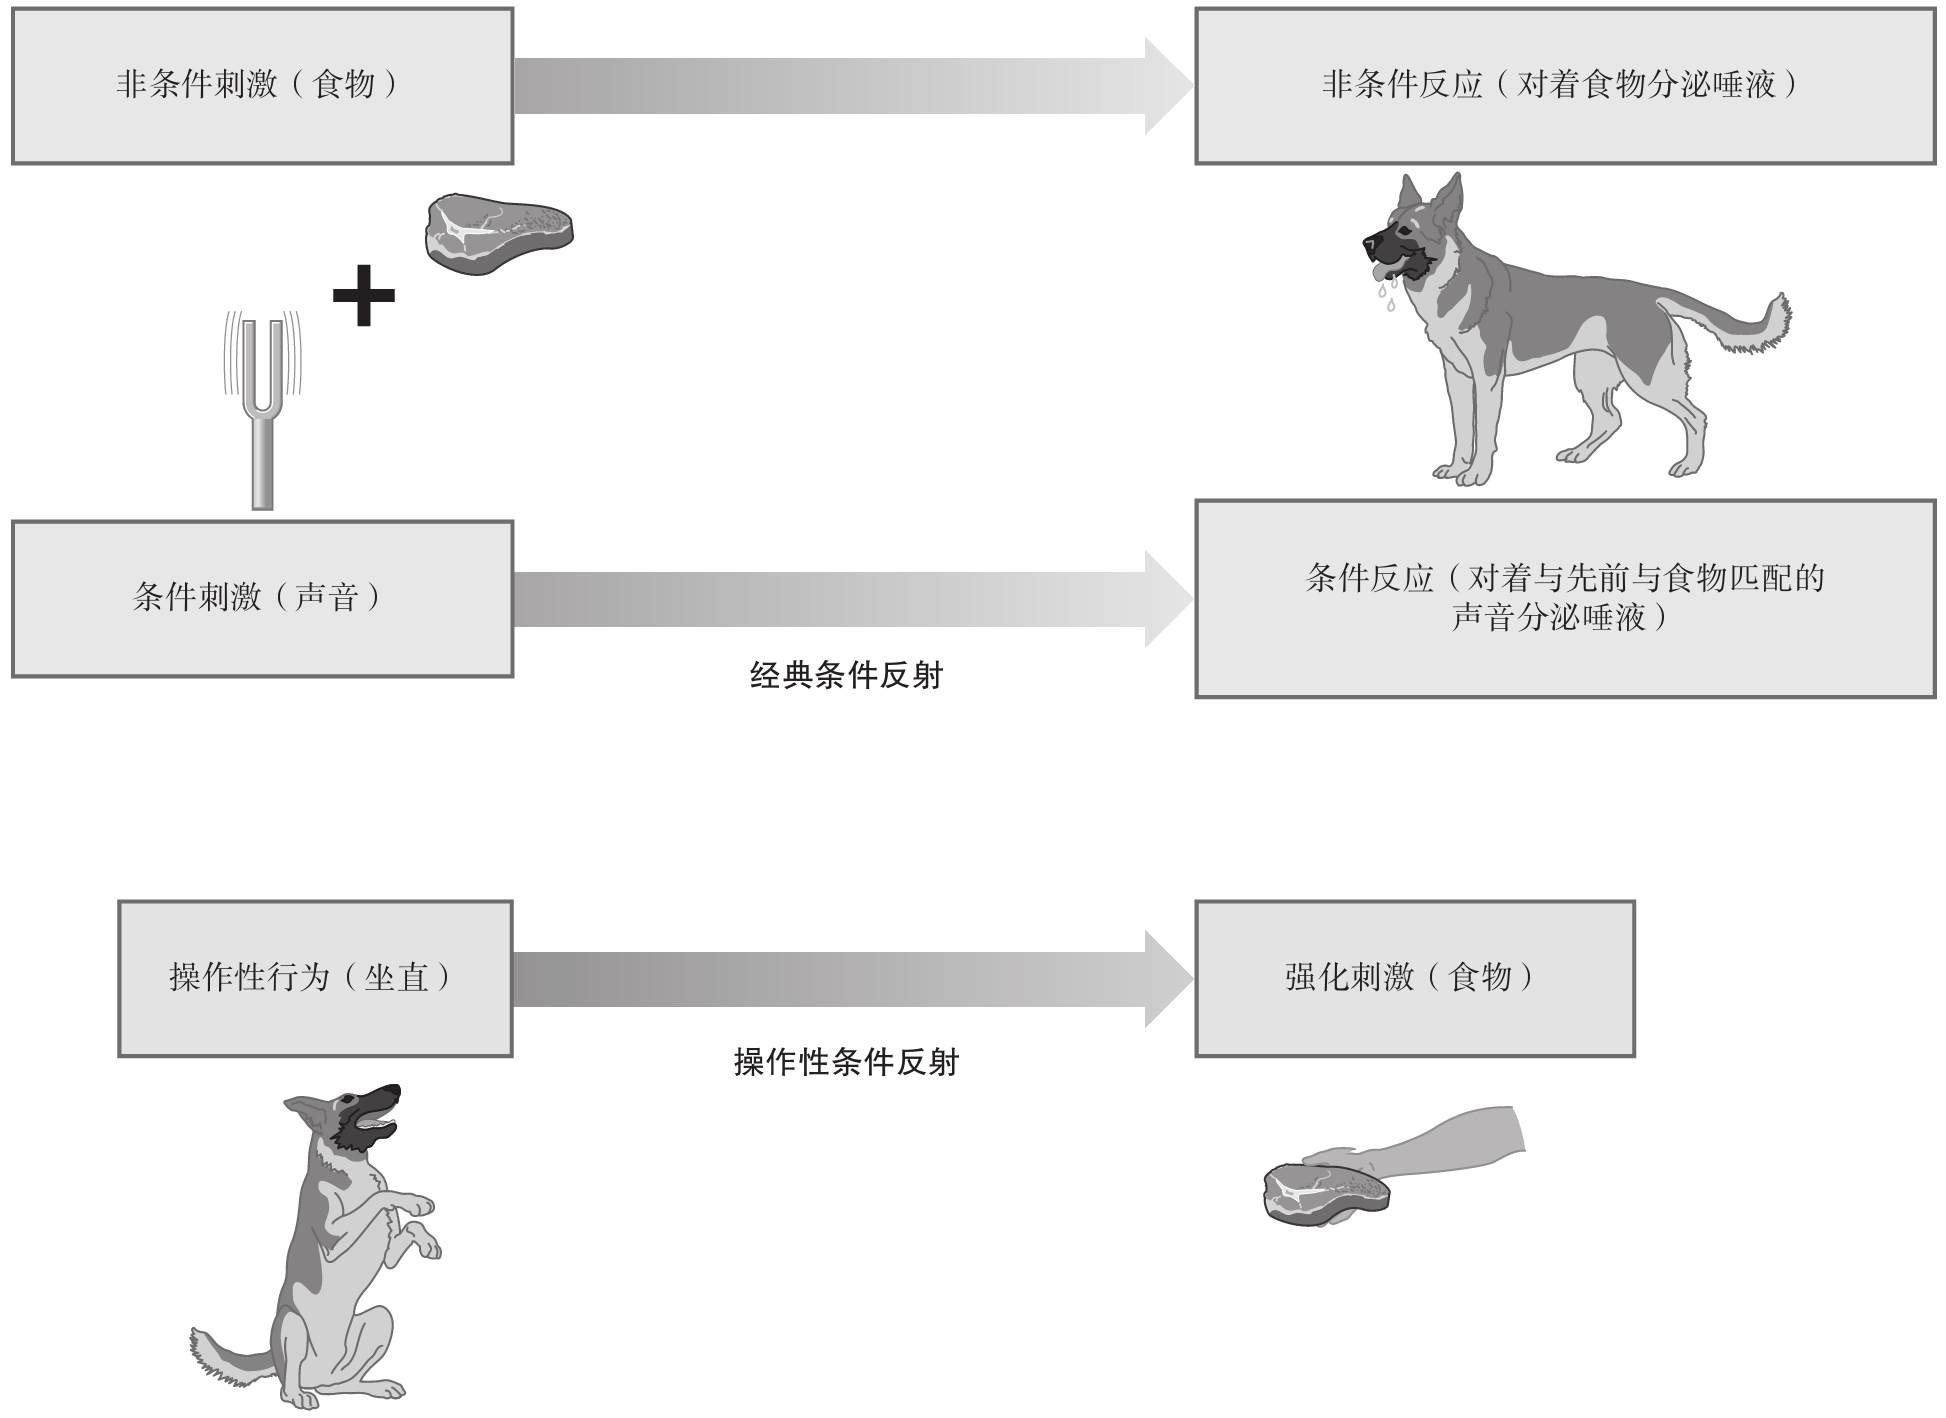 非条件刺激（食物）
非条件反应（对着食物分泌唾液）
条件刺激（声音）
条件反应（对着与先前与食物匹配的
声音分泌唾液）
经典条件反射
操作性行为（坐直）
强化刺激（食物）
操作性条件反射